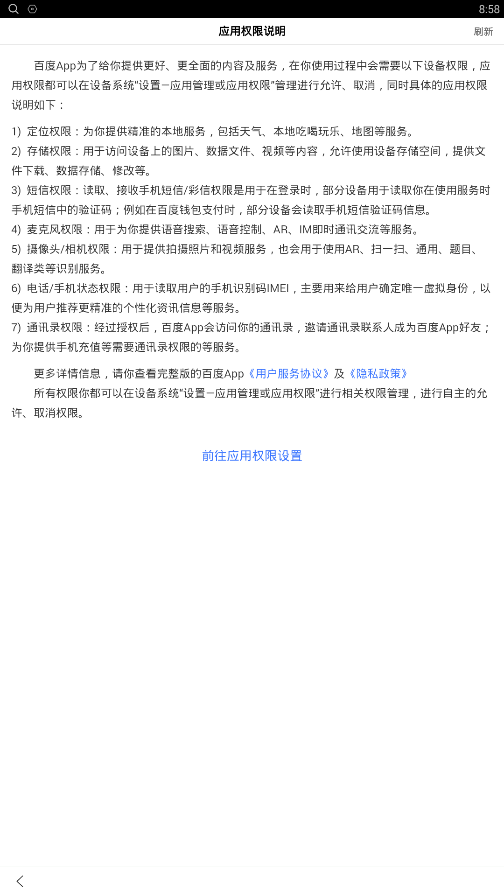 8:58
应用权限说明
刷新
百度App为了给你提供更好、更全面的内容及服务，在你使用过程中会需要以下设备权限，应
用权限都可以在设备系统“设置—应用管理或应用权限”管理进行允许、取消，同时具体的应用权限
说明如下：
1) 定位权限：为你提供精准的本地服务，包括天气、本地吃喝玩乐、地图等服务。
2) 存储权限：用于访问设备上的图片、数据文件、视频等内容，允许使用设备存储空间，提供文
件下载、数据存储、修改等。
3) 短信权限：读取、接收手机短信/彩信权限是用于在登录时，部分设备用于读取你在使用服务时
手机短信中的验证码；例如在百度钱包支付时，部分设备会读取手机短信验证码信息。
4) 麦克风权限：用于为你提供语音搜索、语音控制、AR、IM即时通讯交流等服务。
5) 摄像头/相机权限：用于提供拍摄照片和视频服务，也会用于使用AR、扫一扫、通用、题目、
翻译类等识别服务。
6) 电话/手机状态权限：用于读取用户的手机识别码IMEI，主要用来给用户确定唯一虚拟身份，以
便为用户推荐更精准的个性化资讯信息等服务。
7) 通讯录权限：经过授权后，百度App会访问你的通讯录，邀请通讯录联系人成为百度App好友；
为你提供手机充值等需要通讯录权限的等服务。
更多详情信息，请你查看完整版的百度App《用户服务协议》及《隐私政策》
所有权限你都可以在设备系统“设置—应用管理或应用权限”进行相关权限管理，进行自主的允
许、取消权限。
前往应用权限设置